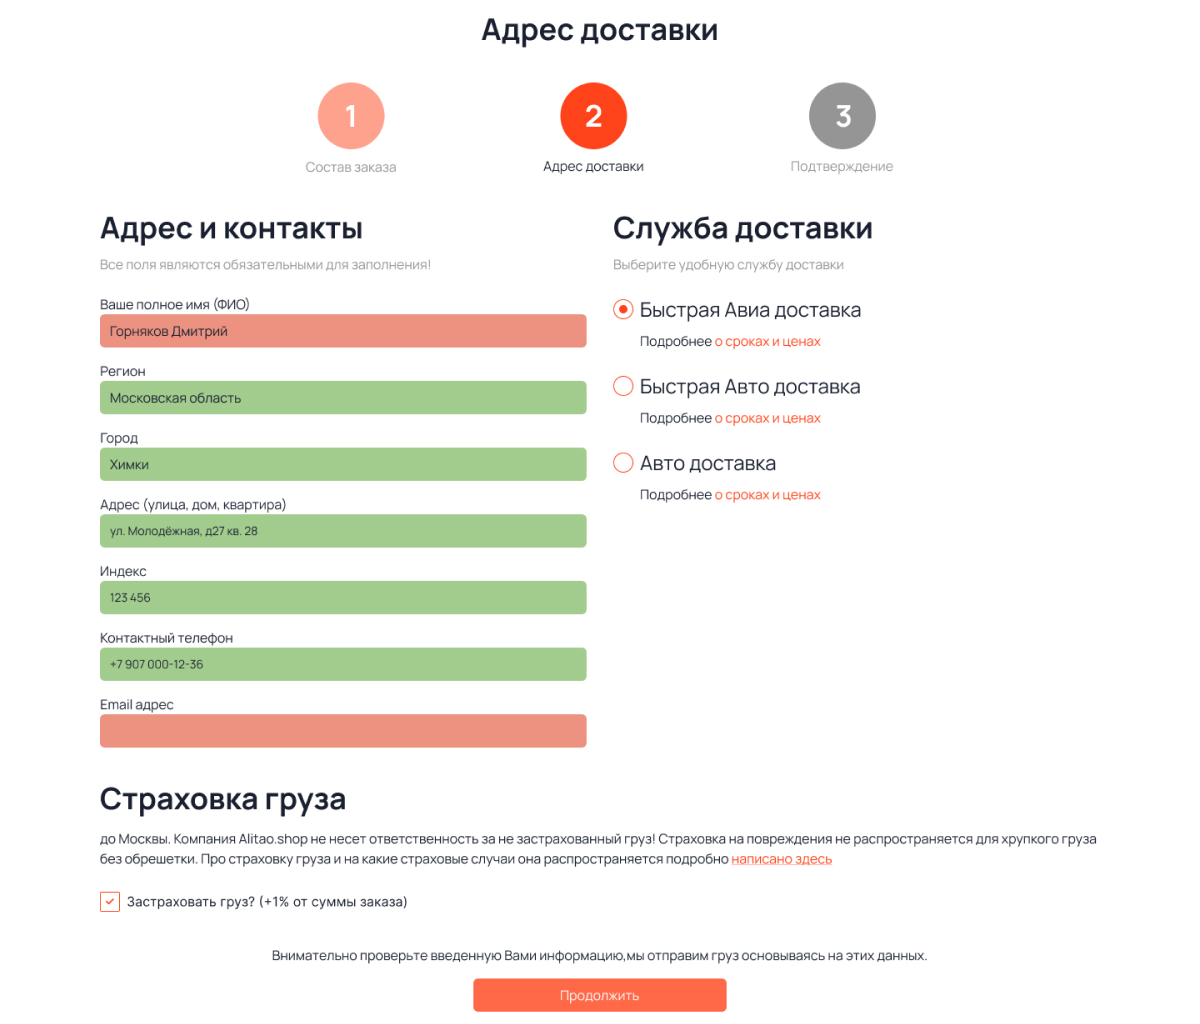 Адрес доставки
1
2
3
Состав заказа
Адрес доставки
Подтверждение
Адрес и контакты
Все поля являются обязательными для заполнения!
Ваше полное имя (ФИО)
Горняков Дмитрий
Регион
Московская область
Город
Химки
Адрес (улица, дом, квартира)
ул. Молодёжная, д27 кв. 28
Индекс
123 456
Контактный телефон
+7 907 000-12-36
Email адрес
Служба доставки
Выберите удобную службу доставки
Быстрая Авиа доставка
Подробнее о сроках и ценах
Быстрая Авто доставка
Подробнее о сроках и ценах
Авто доставка
Подробнее о сроках и ценах
Страховка груза
до Москвы. Компания Alitao.shop не несет ответственность за не застрахованный груз! Страховка на повреждения не распространяется для хрупкого груза
без обрешетки. Про страховку груза и на какие страховые случаи она распространяется подробно написано здесь
Застраховать груз? (+1% от суммы заказа)
Внимательно проверьте введенную Вами информацию,мы отправим груз основываясь на этих данных.
Продолжить